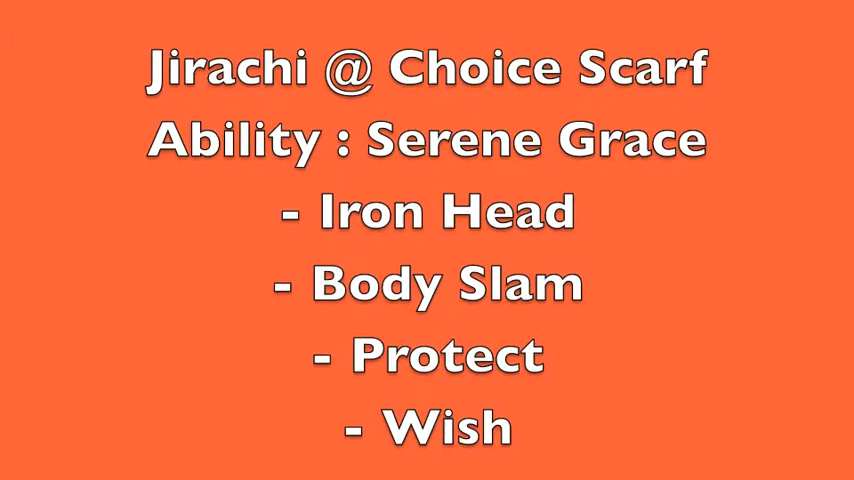 Jirachi @ Choice Scarf
Ability : Serene Grace
- Iron Head
- Body Slam
- Protect
- Wish